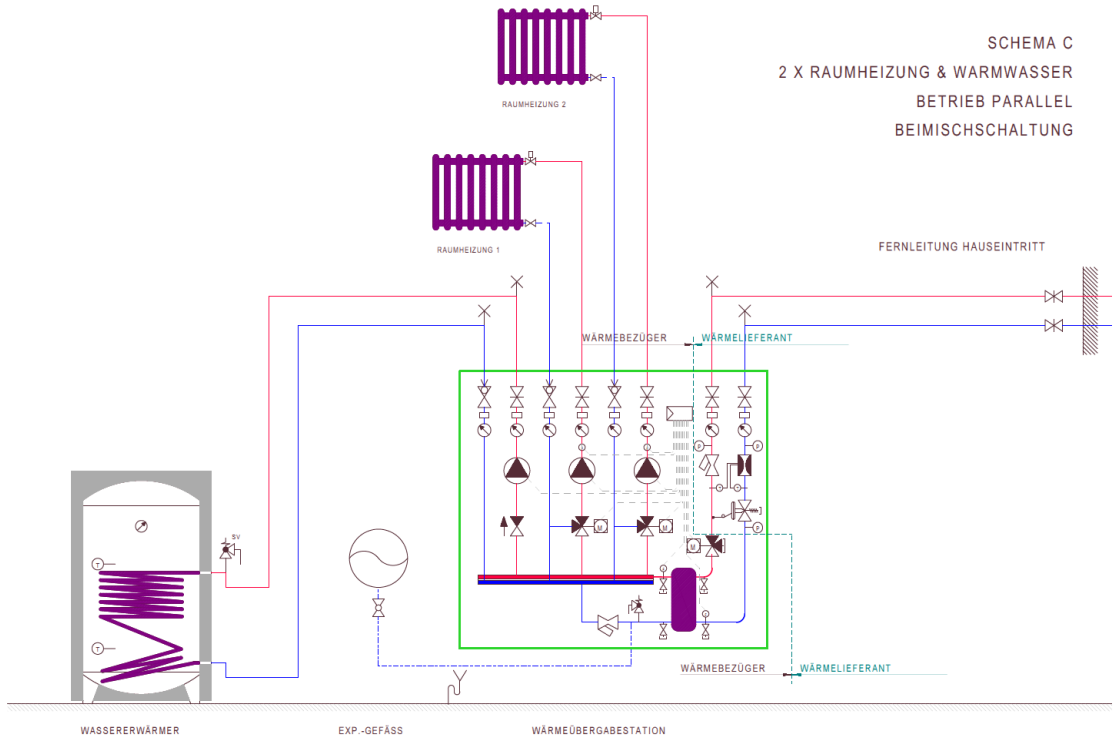 SCHEMA C
2 X RAUMHEIZUNG & WARMWASSER
BETRIEB PARALLEL
BEIMISCHSCHALTUNG
RAUMHEIZUNG 2
RAUMHEIZUNG 1
FERNLEITUNG HAUSEINTRITT
WÄRMEBEZÜGER
WÄRMELIEFERANT
P
P
M
M
M
P
SV
T
T
WÄRMEBEZÜGER
WÄRMELIEFERANT
WASSERERWÄRMER
EXP.-GEFÄSS
WÄRMEÜBERGABESTATION